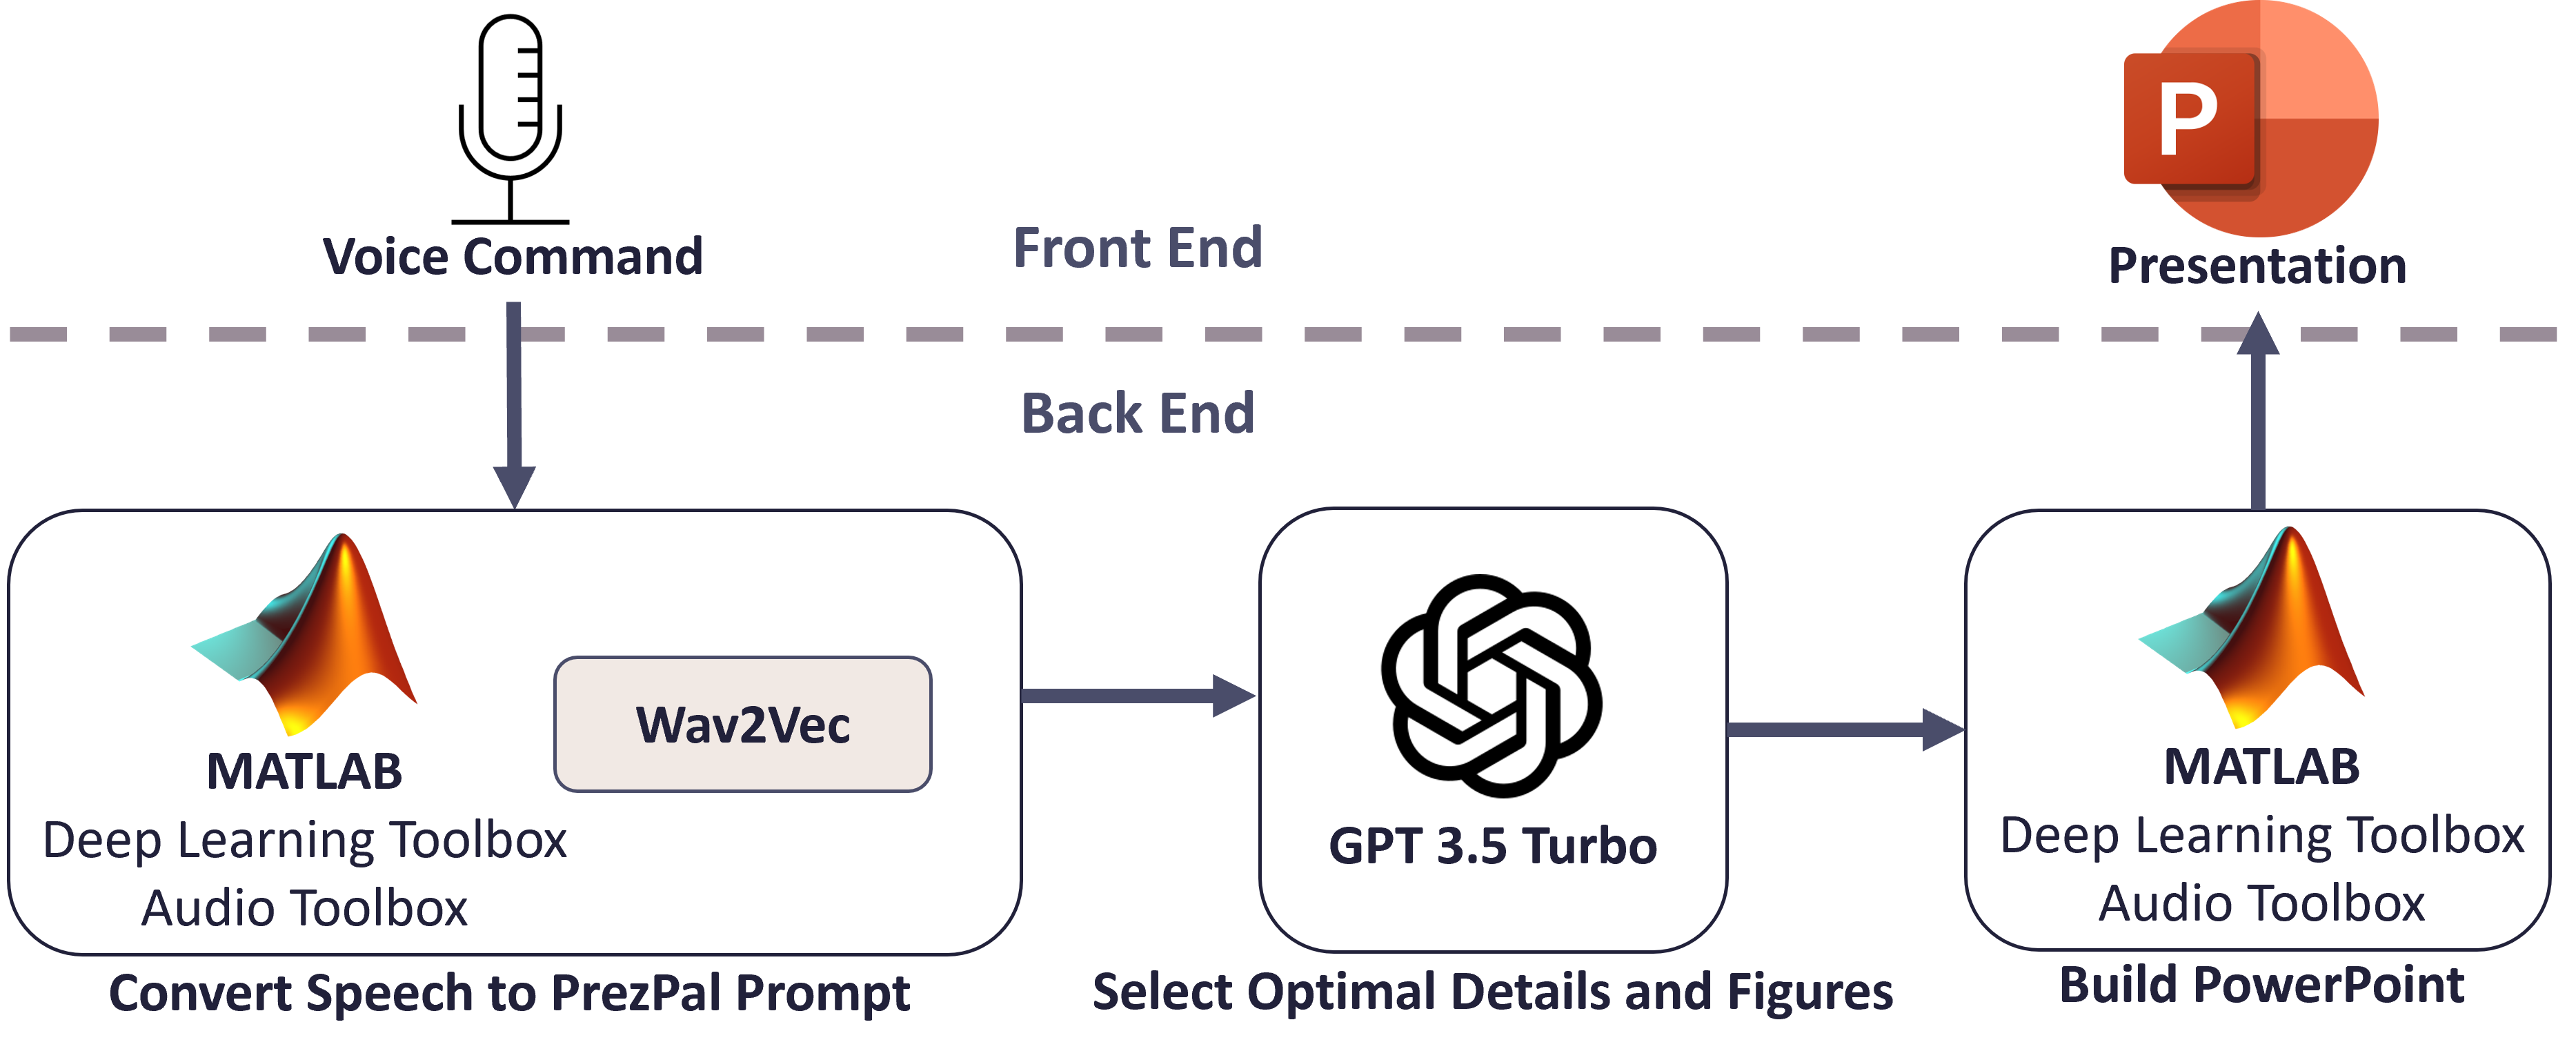 Voice Command
Front End
P
Presentation
Back End
MATLAB
Deep Learning Toolbox
Audio Toolbox
Wav2Vec
Convert Speech to PrezPal Prompt
GPT 3.5 Turbo
Select Optimal Details and Figures
MATLAB
Deep Learning Toolbox
Audio Toolbox
Build PowerPoint